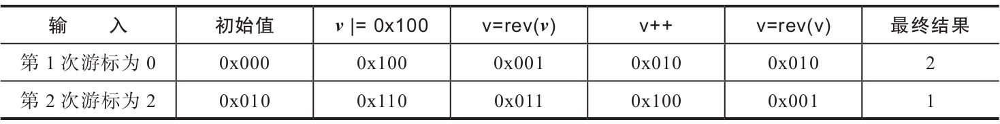 输 入 初始值 v |= 0x100 v=rev(v) v++ v=rev(v) 最终结果
第 1 次游标为 0 0x000 0x100 0x001 0x010 0x010 2
第 2 次游标为 2 0x010 0x110 0x011 0x100 0x001 1